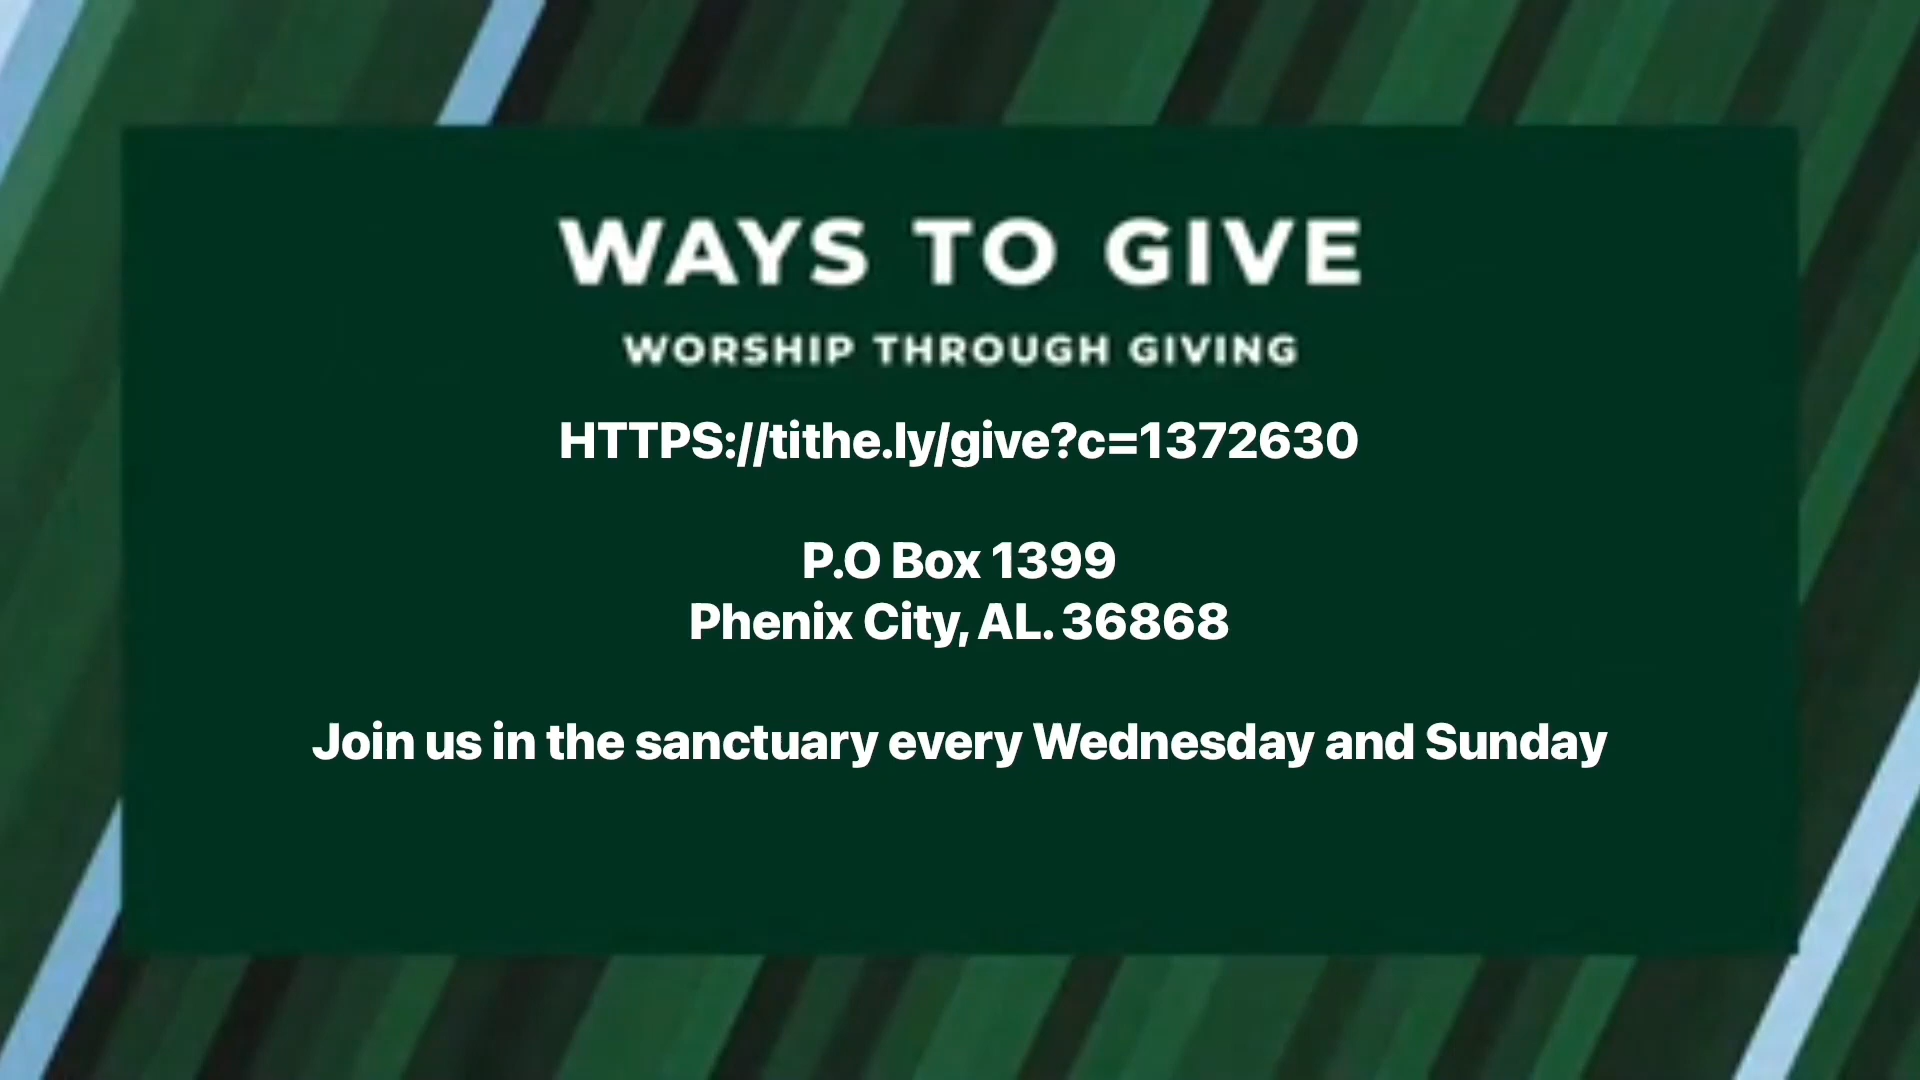 WAYS TO GIVE
WORSHIP THROUGH GIVING
HTTPS://tithe.ly/give?c=1372630
P.O Box 1399
Phenix City, AL. 36868
Join us in the sanctuary every Wednesday and Sunday